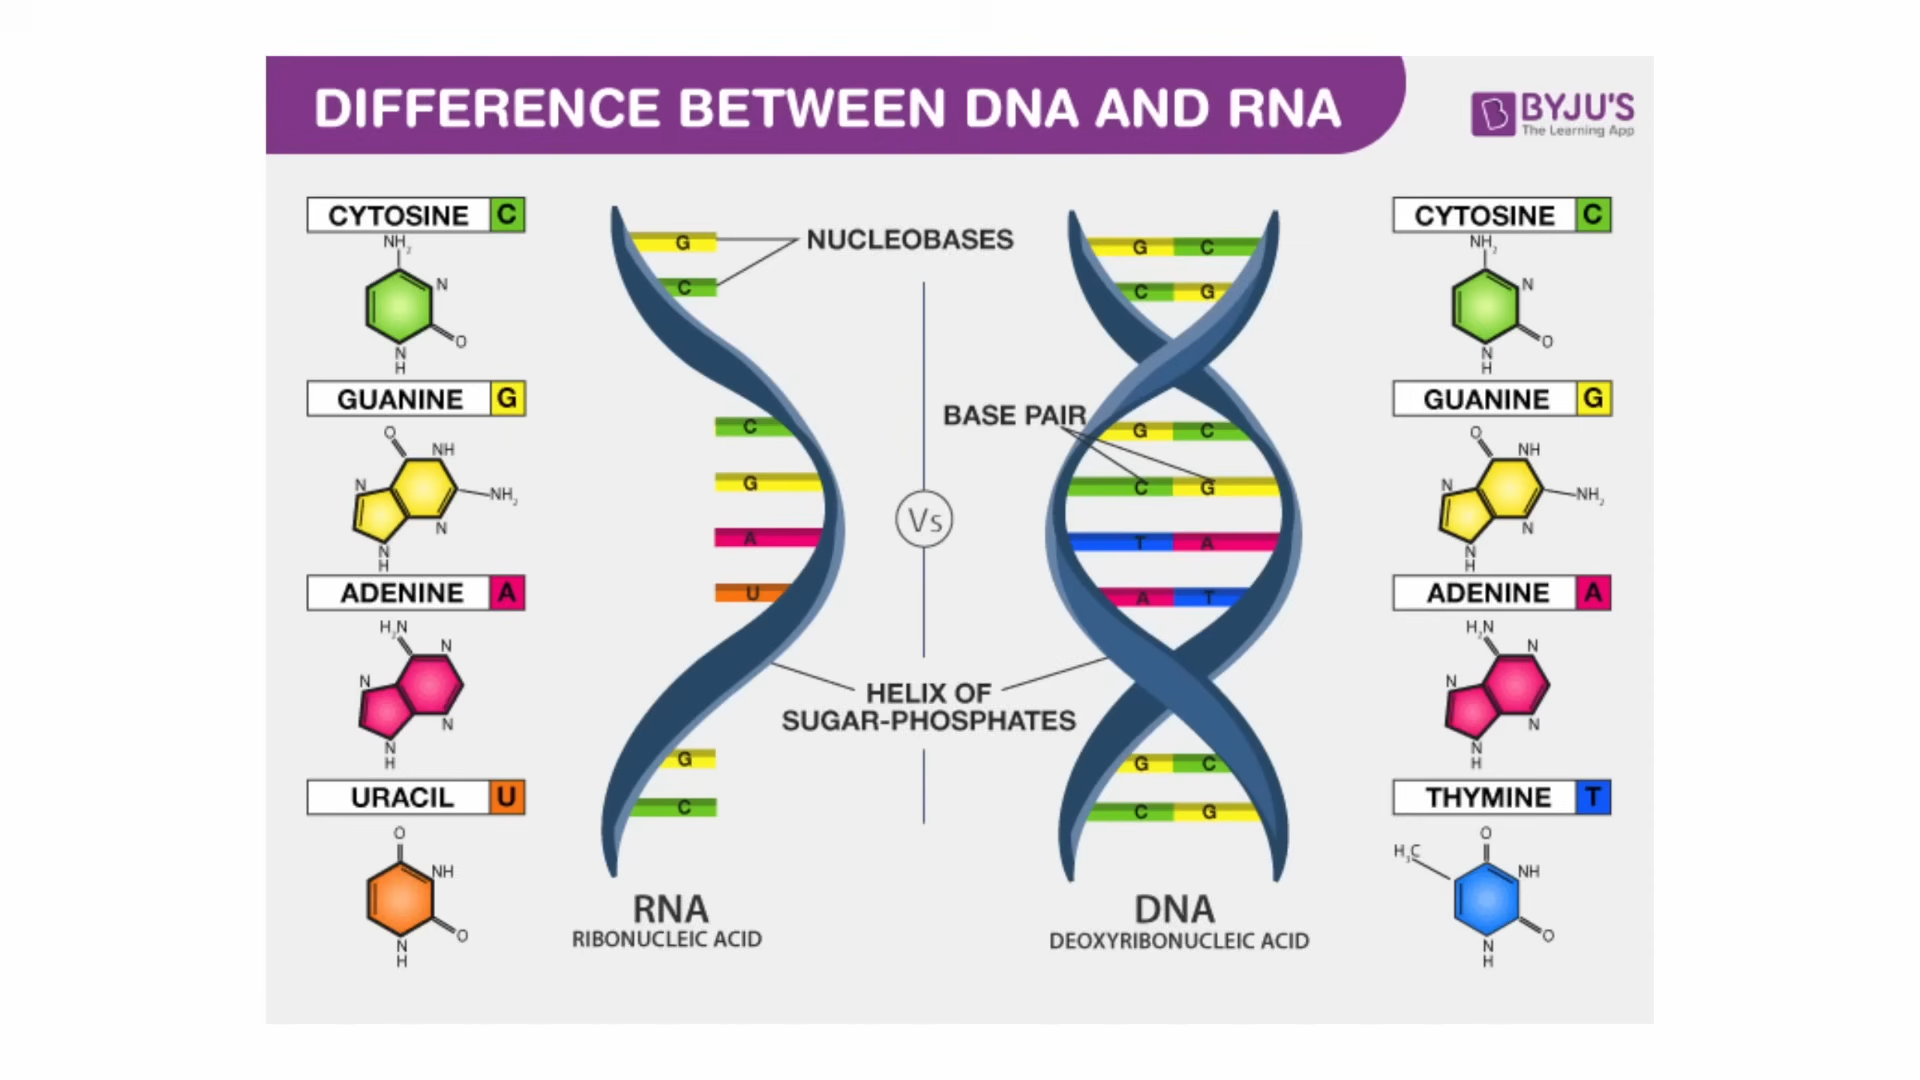 DIFFERENCE BETWEEN DNA AND RNA
BYJU'S
The Learning App
CYTOSINE C
NH2
N
O
N
H
GUANINE G
O
NH
N
NH2
N
N
H
ADENINE A
H2N
N
N
N
N
H
URACIL U
O
NH
O
N
H
G
C
NUCLEOBASES
C
G
A
U
G
C
RNA
RIBONUCLEIC ACID
Vs
BASE PAIR
HELIX OF
SUGAR-PHOSPHATES
G C
C G
G C
C G
T A
A T
G C
C G
DNA
DEOXYRIBONUCLEIC ACID
CYTOSINE C
NH2
N
O
N
H
GUANINE G
O
NH
N
NH2
N
N
H
ADENINE A
H2N
N
N
N
N
H
THYMINE T
O
H3C
NH
O
N
H